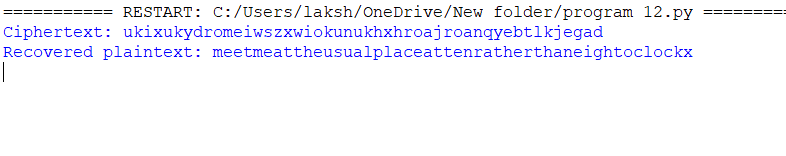 =========== RESTART: C:/Users/laksh/OneDrive/New folder/program 12.py =========
Ciphertext: ukixukydromeiwszxwiokunukhxhroajroanqyebtlkjegad
Recovered plaintext: meetmeattheusualplaceattenratherthaneightoclockx